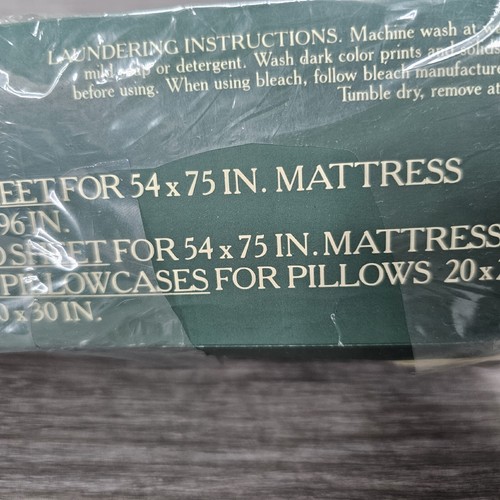 LAUNDERING INSTRUCTIONS. Machine wash at
or detergent. Wash dark color prints and solids
before using. When using bleach, follow bleach manufacture
Tumble dry, remove at
EET FOR 54 x 75 IN. MATTRESS
96 IN.
D SHEET FOR 54 x 75 IN. MATTRESS
PILLOWCASES FOR PILLOWS 20 x
0 x 30 IN.